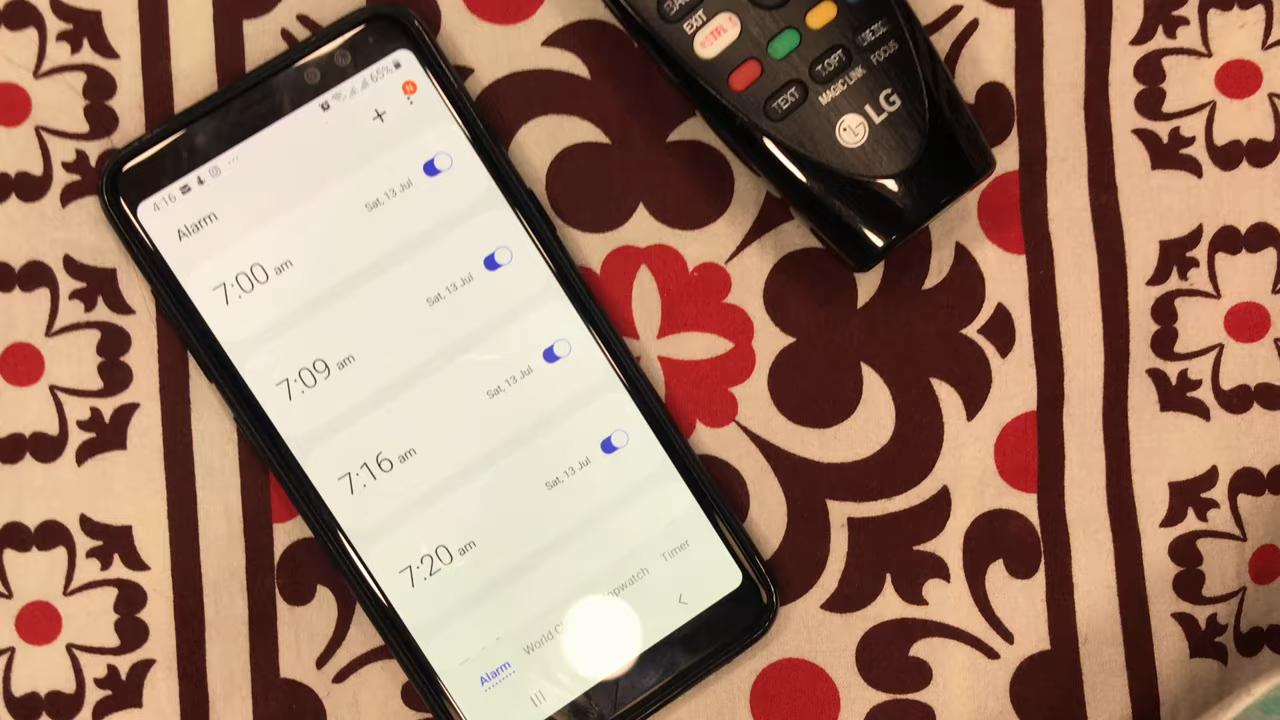 4:16
65%
N
Alarm
7:00 am
Sat, 13 Jul
7:09 am
Sat, 13 Jul
7:16 am
Sat, 13 Jul
7:20 am
Sat, 13 Jul
Alarm
World
Timer
EXIT
T.OPT
TEXT
MAGIC LINK
FOCUS
LG